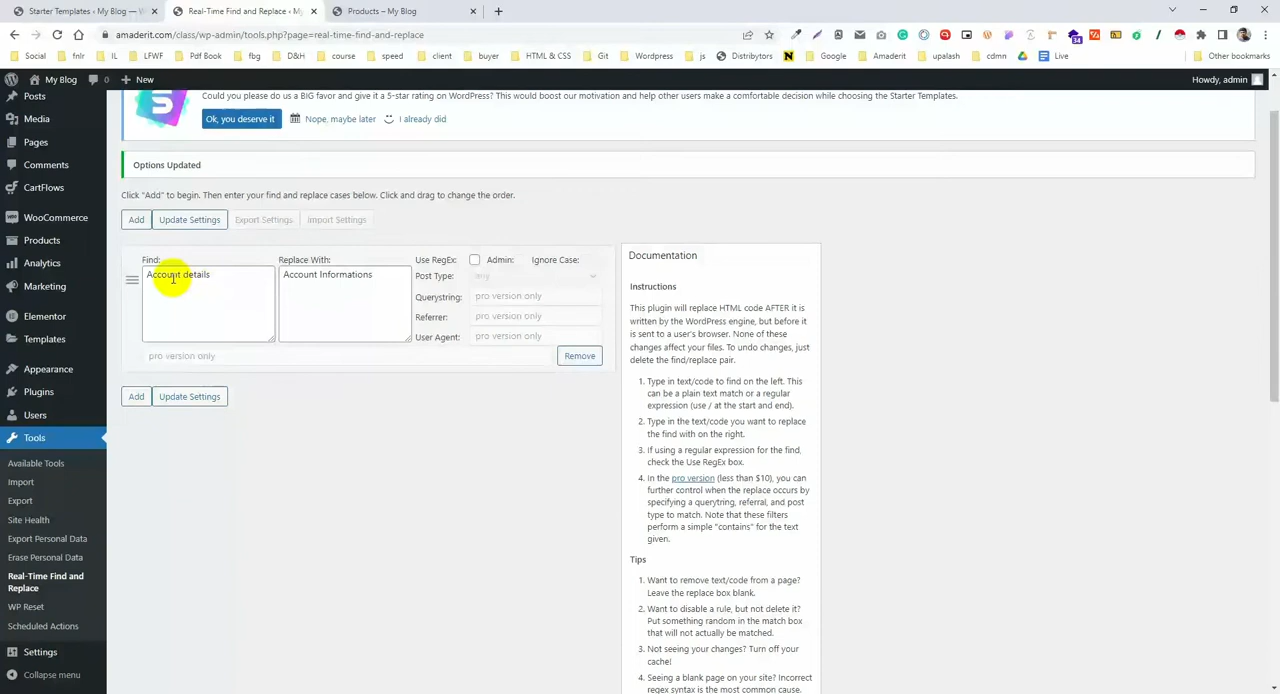 Starter Templates ‹ My Blog — W
Real-Time Find and Replace ‹ My
Products – My Blog
amaderit.com/class/wp-admin/tools.php?page=real-time-find-and-replace
Social
fnlr
IL
LFWF
Pdf Book
fbg
D&H
course
speed
client
buyer
HTML & CSS
Git
Wordpress
js
Distributors
Google
Amaderit
upalash
cdmn
Live
Other bookmarks
My Blog
0
New
Howdy, admin
Posts
Media
Pages
Comments
CartFlows
WooCommerce
Products
Analytics
Marketing
Elementor
Templates
Appearance
Plugins
Users
Tools
Available Tools
Import
Export
Site Health
Export Personal Data
Erase Personal Data
Real-Time Find and
Replace
WP Reset
Scheduled Actions
Settings
Collapse menu
Could you please do us a BIG favor and give it a 5-star rating on WordPress? This would boost our motivation and help other users make a comfortable decision while choosing the Starter Templates.
Ok, you deserve it
Nope, maybe later
I already did
Options Updated
Click "Add" to begin. Then enter your find and replace cases below. Click and drag to change the order.
Add
Update Settings
Export Settings
Import Settings
Find:
Replace With:
Use RegEx:
Admin:
Ignore Case:
Account details
Account Informations
Post Type:
any
Querystring:
pro version only
Referrer:
pro version only
User Agent:
pro version only
pro version only
Remove
Add
Update Settings
Documentation
Instructions
This plugin will replace HTML code AFTER it is
written by the WordPress engine, but before it
is sent to a user's browser. None of these
changes affect your files. To undo changes, just
delete the find/replace pair.
1. Type in text/code to find on the left. This
can be a plain text match or a regular
expression (use / at the start and end).
2. Type in the text/code you want to replace
the find with on the right.
3. If using a regular expression for the find,
check the Use RegEx box.
4. In the pro version (less than $10), you can
further control when the replace occurs by
specifying a querytring, referral, and post
type to match. Note that these filters
perform a simple "contains" for the text
given.
Tips
1. Want to remove text/code from a page?
Leave the replace box blank.
2. Want to disable a rule, but not delete it?
Put something random in the match box
that will not actually be matched.
3. Not seeing your changes? Turn off your
cache!
4. Seeing a blank page on your site? Incorrect
regex syntax is the most common cause.